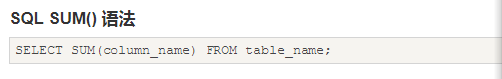 SQL SUM() 语法
SELECT SUM(column_name) FROM table_name;